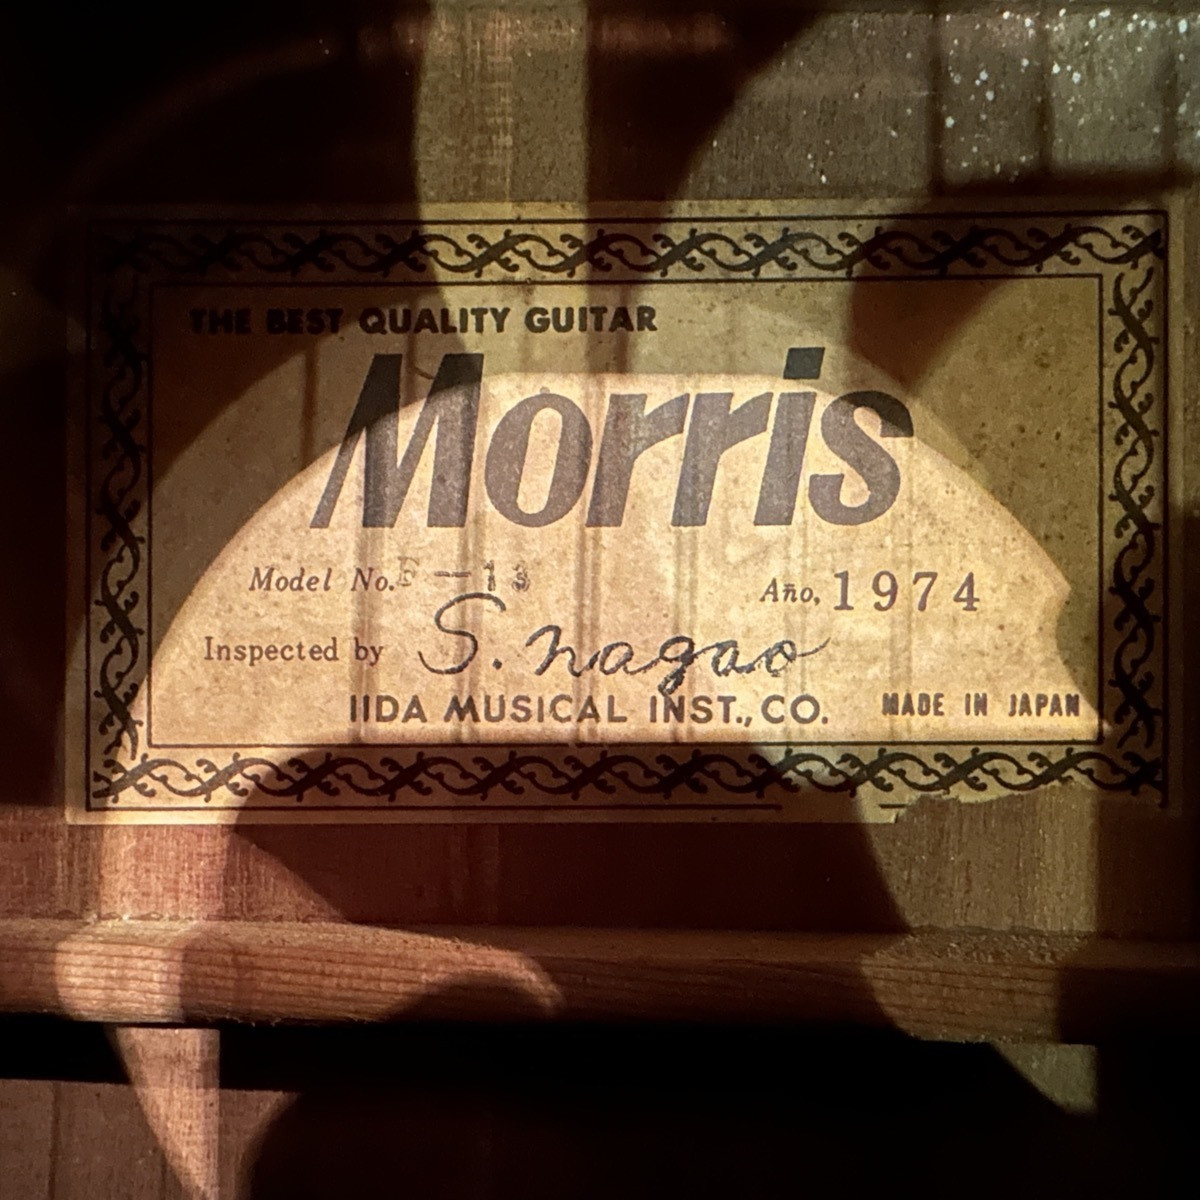 THE BEST QUALITY GUITAR
Morris
Model No. F-13 Año, 1974
Inspected by S. nagao
IIDA MUSICAL INST., CO. MADE IN JAPAN